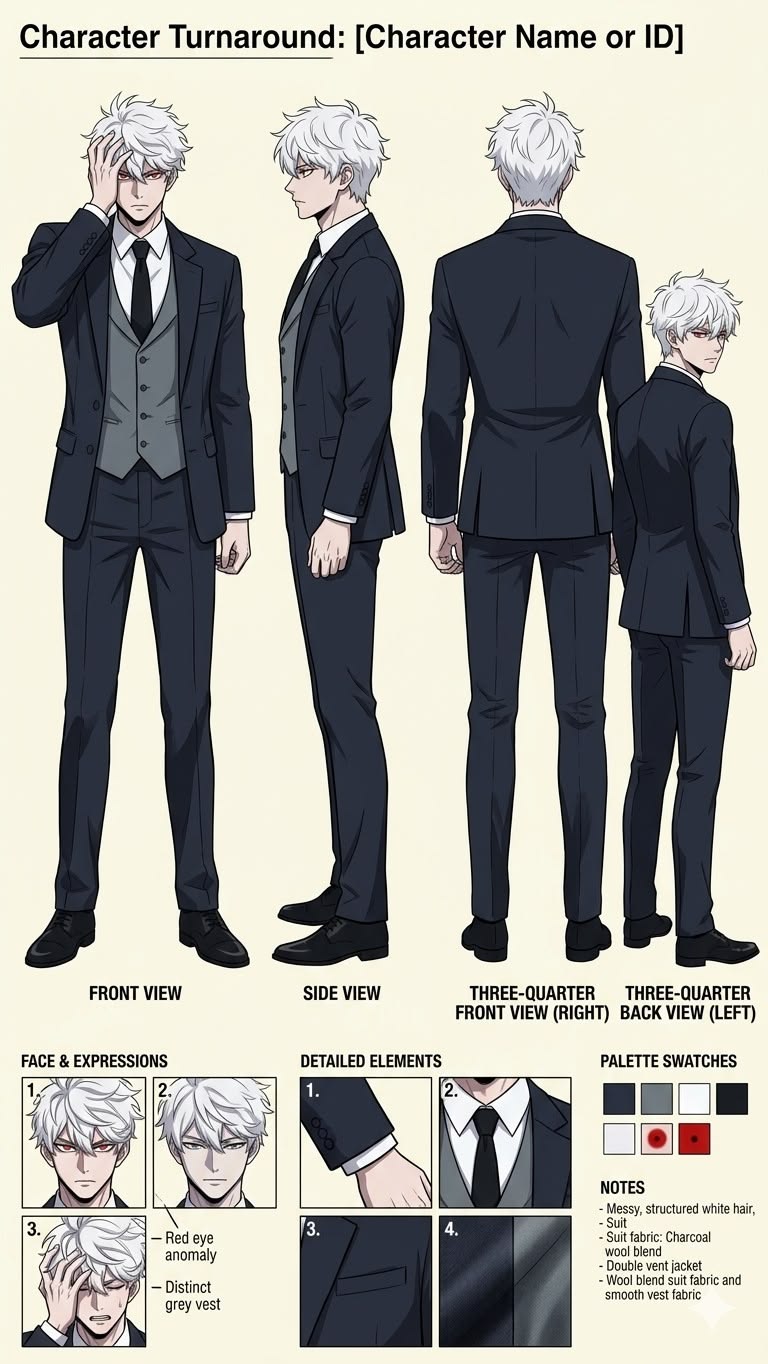 Character Turnaround: [Character Name or ID]
FRONT VIEW
SIDE VIEW
THREE-QUARTER
FRONT VIEW (RIGHT)
THREE-QUARTER
BACK VIEW (LEFT)
FACE & EXPRESSIONS
1.
2.
3.
– Red eye
anomaly
– Distinct
grey vest
DETAILED ELEMENTS
1.
2.
3.
4.
PALETTE SWATCHES
NOTES
- Messy, structured white hair,
- Suit
- Suit fabric: Charcoal
wool blend
- Double vent jacket
- Wool blend suit fabric and
smooth vest fabric